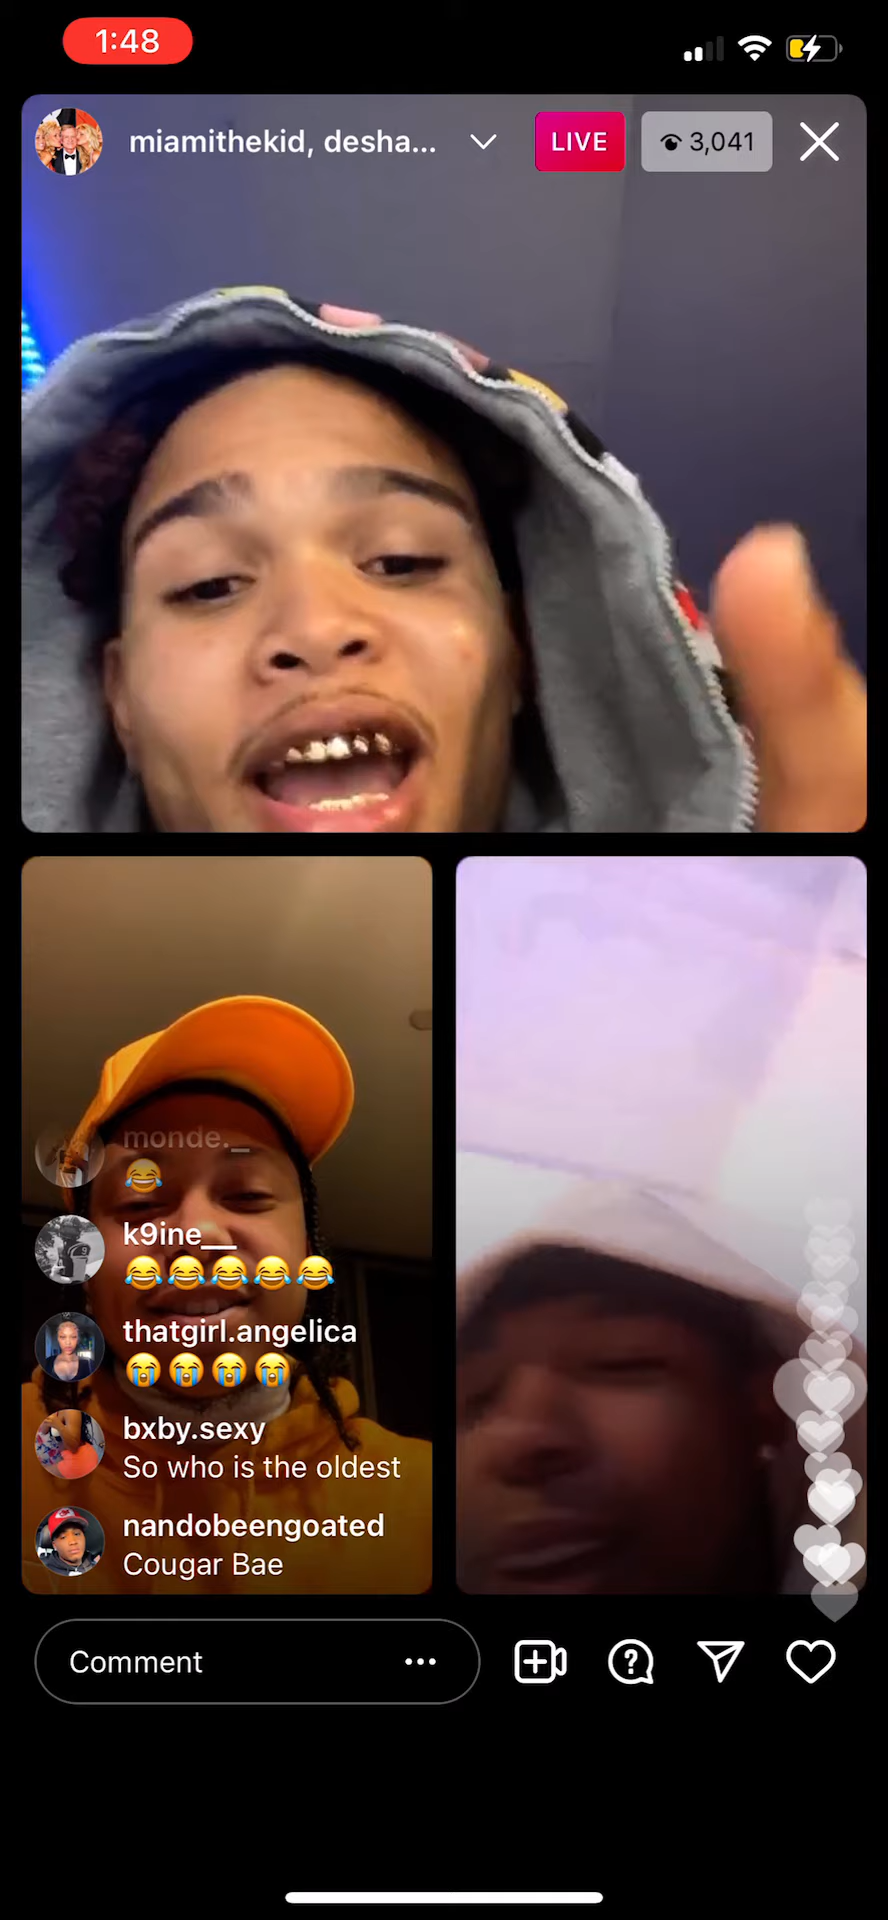 1:48
miamithekid, desha...
LIVE
3,041
monde._
😂
k9ine__
😂😂😂😂😂
thatgirl.angelica
😭😭😭😭
bxby.sexy
So who is the oldest
nandobeengoated
Cougar Bae
Comment